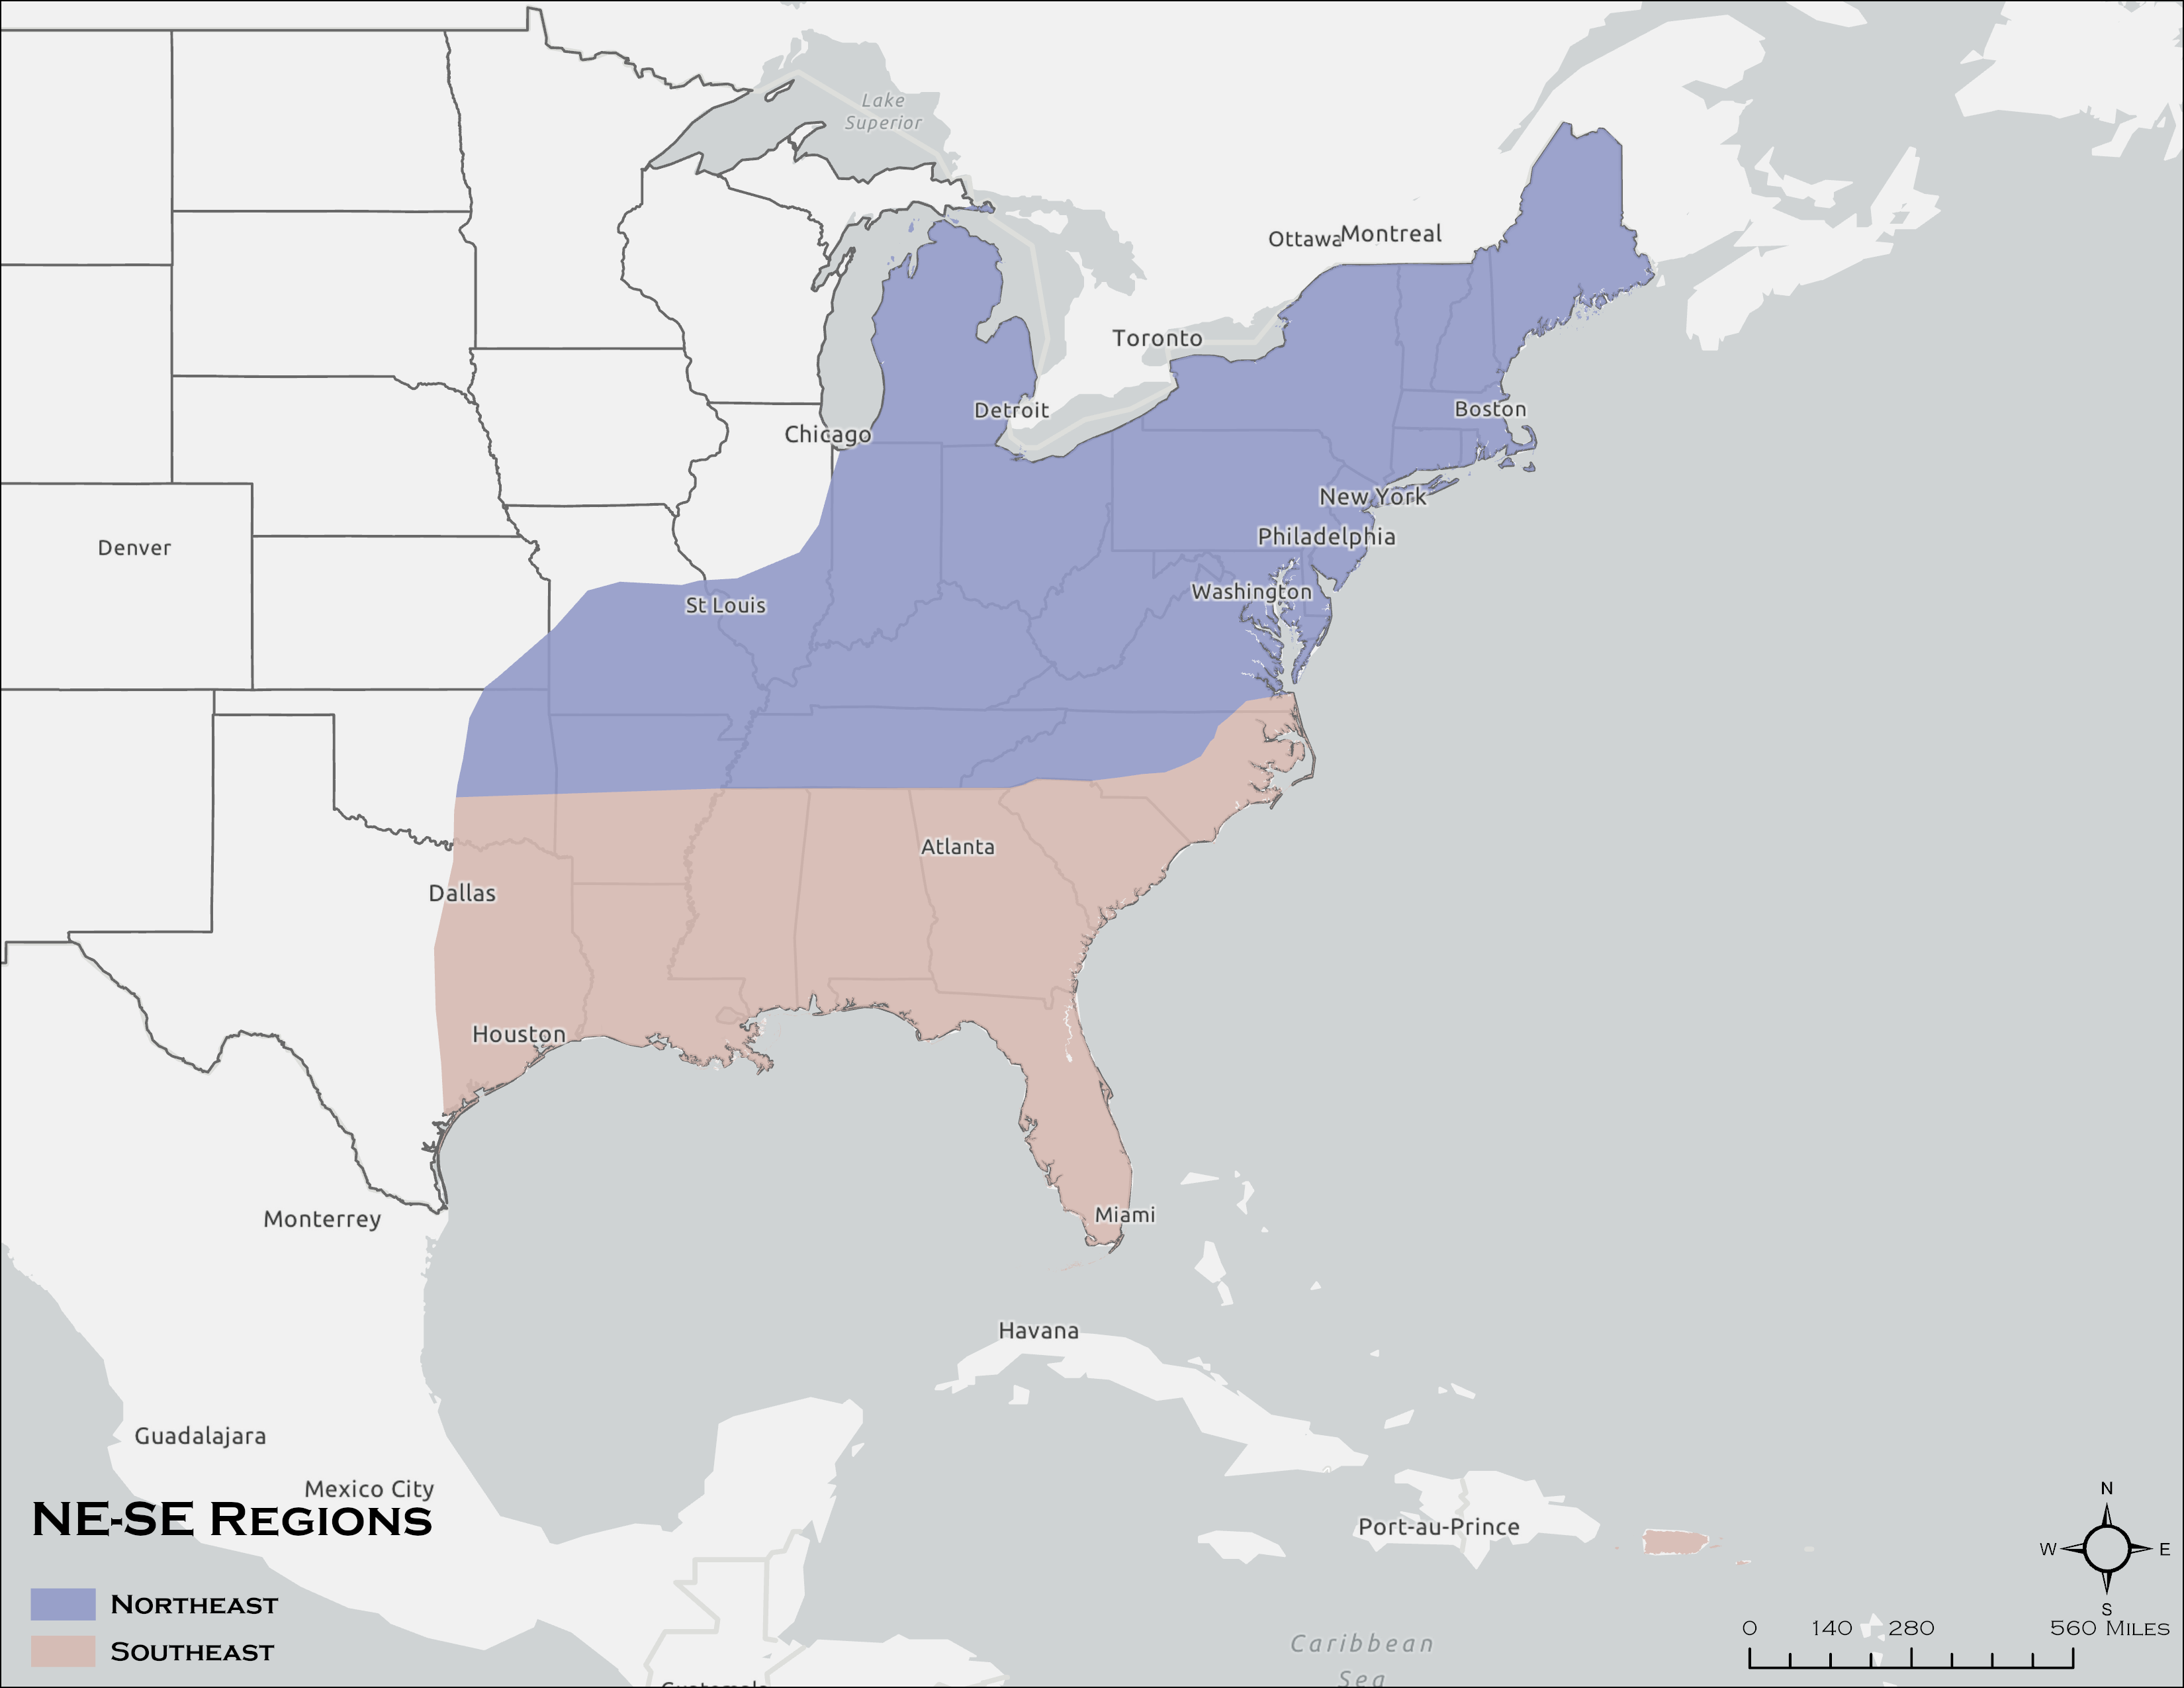 Lake
Superior
Ottawa
Montreal
Toronto
Detroit
Boston
Chicago
New York
Philadelphia
Denver
Washington
St Louis
Atlanta
Dallas
Houston
Miami
Monterrey
Havana
Guadalajara
Mexico City
Port-au-Prince
Caribbean
Sea
NE-SE Regions
Northeast
Southeast
N
W E
S
0 140 280 560 Miles